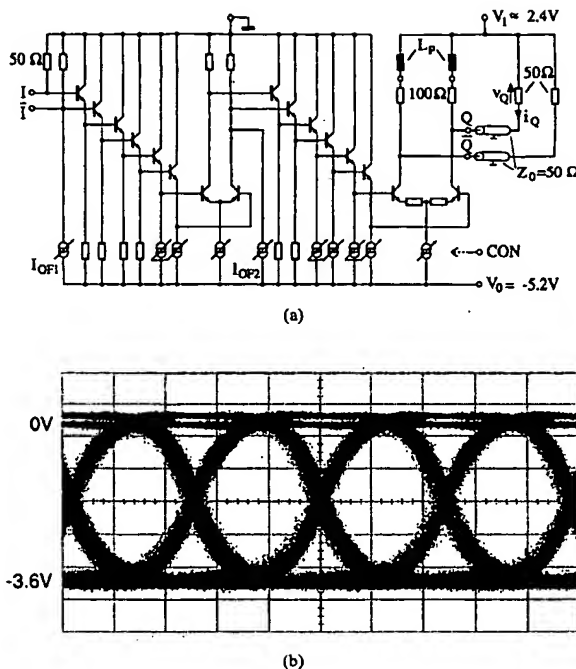 V₁ ≈ 2.4V
50 Ω
Lₚ
50Ω
100Ω
v_Q
i_Q
I
Ī
Q
Q̄
Z₀=50 Ω
I_OF1
I_OF2
CON
V₀ = -5.2V
(a)
0V
-3.6V
(b)